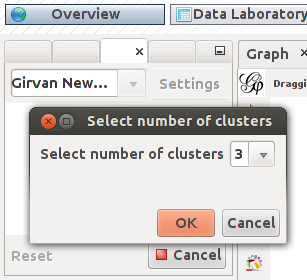 Overview
Data Laboratory
Graph
Girvan New...
Settings
Draggi
Select number of clusters
Select number of clusters 3
OK
Cancel
Reset
Cancel